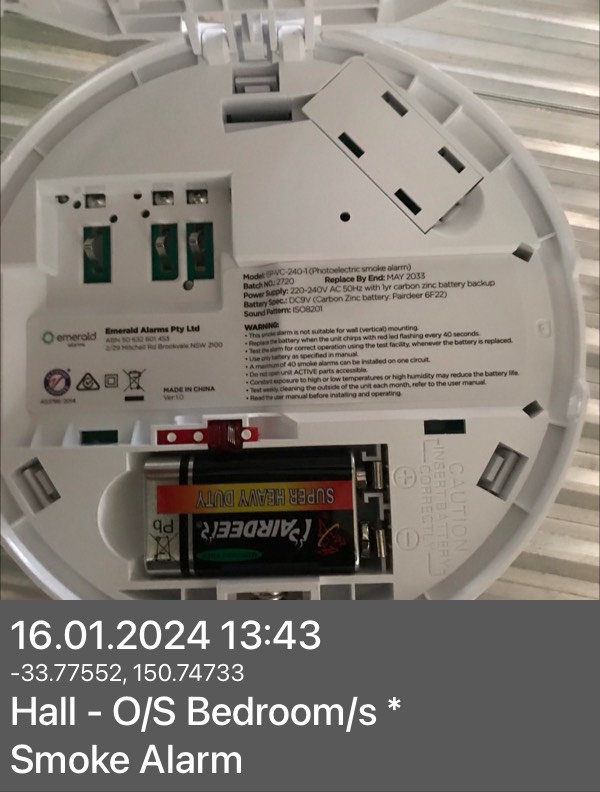 Model: EPVC-240-1 (Photoelectric smoke alarm)
Batch NO.: 2720 Replace By End: MAY 2033
Power Supply: 220-240V AC 50Hz with 1yr carbon zinc battery backup
Battery Spec.: DC9V (Carbon Zinc battery: Pairdeer 6F22)
Sound Pattern: ISO8201
WARNING:
• This smoke alarm is not suitable for wall (vertical) mounting.
• Replace the battery when the unit chirps with red led flashing every 40 seconds.
• Test the alarm for correct operation using the test facility, whenever the battery is replaced.
• Use only battery as specified in manual.
• A maximum of 40 smoke alarms can be installed on one circuit.
• Do not open unit ACTIVE parts accessible.
• Constant exposure to high or low temperatures or high humidity may reduce the battery life.
• Test weekly, cleaning the outside of the unit each month, refer to the user manual.
• Read the user manual before installing and operating.
emerald
alarms
Emerald Alarms Pty Ltd
ABN 50 632 601 453
2/29 Mitchell Rd Brookvale NSW 2100
AS3786: 2014
MADE IN CHINA
Ver:1.0
SUPER HEAVY DUTY
PAIRDEER
Pb
CAUTION
INSERT BATTERY
CORRECTLY
16.01.2024 13:43
-33.77552, 150.74733
Hall - O/S Bedroom/s *
Smoke Alarm